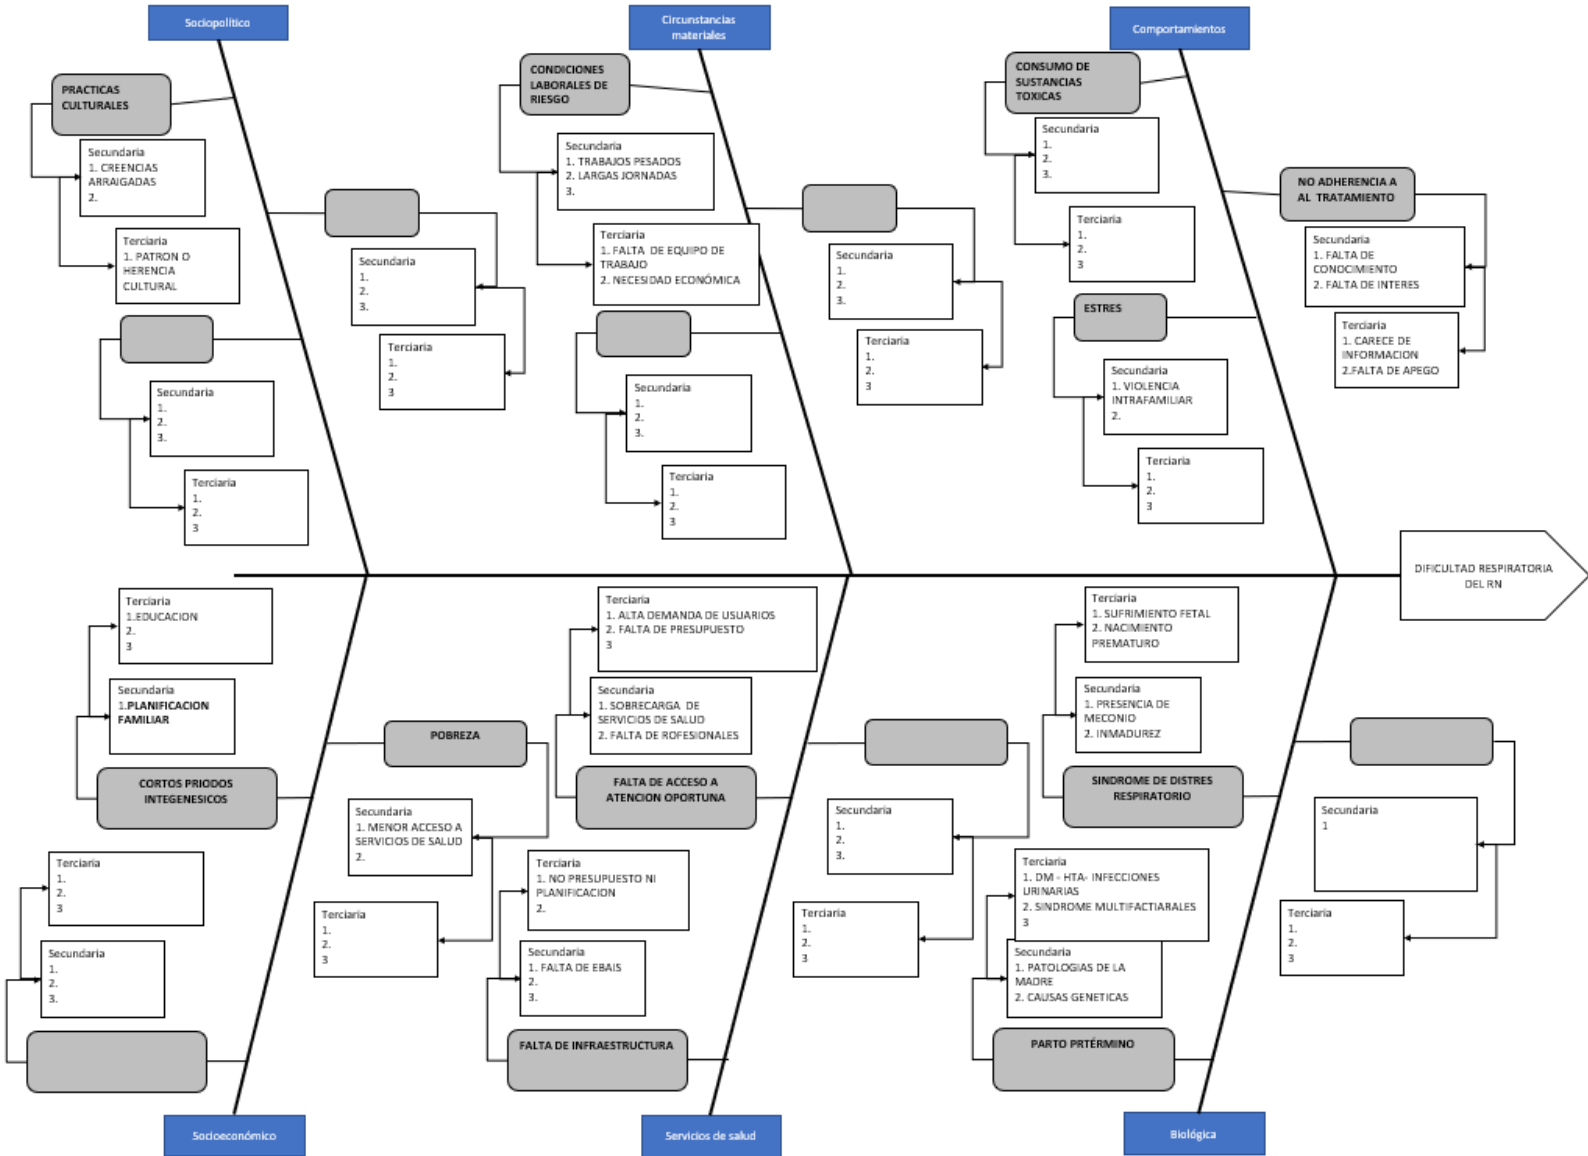 Sociopolítico
PRACTICAS
CULTURALES
Secundaria
1. CREENCIAS
ARRAIGADAS
2.
Terciaria
1. PATRON O
HERENCIA
CULTURAL
Secundaria
1.
2.
3.
Terciaria
1.
2.
3
Secundaria
1.
2.
3.
Terciaria
1.
2.
3
Circunstancias
materiales
CONDICIONES
LABORALES DE
RIESGO
Secundaria
1. TRABAJOS PESADOS
2. LARGAS JORNADAS
3.
Terciaria
1. FALTA DE EQUIPO DE
TRABAJO
2. NECESIDAD ECONÓMICA
Secundaria
1.
2.
3.
Terciaria
1.
2.
3
Secundaria
1.
2.
3.
Terciaria
1.
2.
3
Comportamientos
CONSUMO DE
SUSTANCIAS
TOXICAS
Secundaria
1.
2.
3.
Terciaria
1.
2.
3
NO ADHERENCIA A
AL TRATAMIENTO
Secundaria
1. FALTA DE
CONOCIMIENTO
2. FALTA DE INTERES
Terciaria
1. CARECE DE
INFORMACION
2.FALTA DE APEGO
ESTRES
Secundaria
1. VIOLENCIA
INTRAFAMILIAR
2.
Terciaria
1.
2.
3
DIFICULTAD RESPIRATORIA
DEL RN
Terciaria
1.EDUCACION
2.
3
Secundaria
1.PLANIFICACION
FAMILIAR
CORTOS PRIODOS
INTEGENESICOS
POBREZA
Secundaria
1. MENOR ACCESO A
SERVICIOS DE SALUD
2.
Terciaria
1.
2.
3
Terciaria
1.
2.
3
Secundaria
1.
2.
3.
Socioeconómico
Terciaria
1. ALTA DEMANDA DE USUARIOS
2. FALTA DE PRESUPUESTO
3
Secundaria
1. SOBRECARGA DE
SERVICIOS DE SALUD
2. FALTA DE ROFESIONALES
FALTA DE ACCESO A
ATENCION OPORTUNA
Secundaria
1.
2.
3.
Terciaria
1.
2.
3
Terciaria
1. NO PRESUPUESTO NI
PLANIFICACION
2.
Secundaria
1. FALTA DE EBAIS
2.
3.
FALTA DE INFRAESTRUCTURA
Servicios de salud
Terciaria
1. SUFRIMIENTO FETAL
2. NACIMIENTO
PREMATURO
Secundaria
1. PRESENCIA DE
MECONIO
2. INMADUREZ
SINDROME DE DISTRES
RESPIRATORIO
Secundaria
1
Terciaria
1.
2.
3
Terciaria
1. DM - HTA- INFECCIONES
URINARIAS
2. SINDROME MULTIFACTIARALES
3
Secundaria
1. PATOLOGIAS DE LA
MADRE
2. CAUSAS GENETICAS
PARTO PRTÉRMINO
Biológica